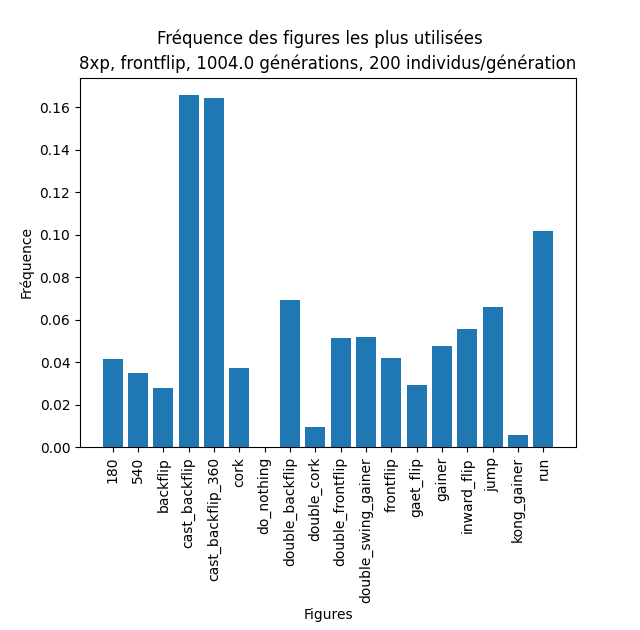 Fréquence des figures les plus utilisées
8xp, frontflip, 1004.0 générations, 200 individus/génération
0.16
0.14
0.12
0.10
0.08
0.06
0.04
0.02
0.00
Fréquence
180
540
backflip
cast_backflip
cast_backflip_360
cork
do_nothing
double_backflip
double_cork
double_frontflip
double_swing_gainer
frontflip
gaet_flip
gainer
inward_flip
jump
kong_gainer
run
Figures